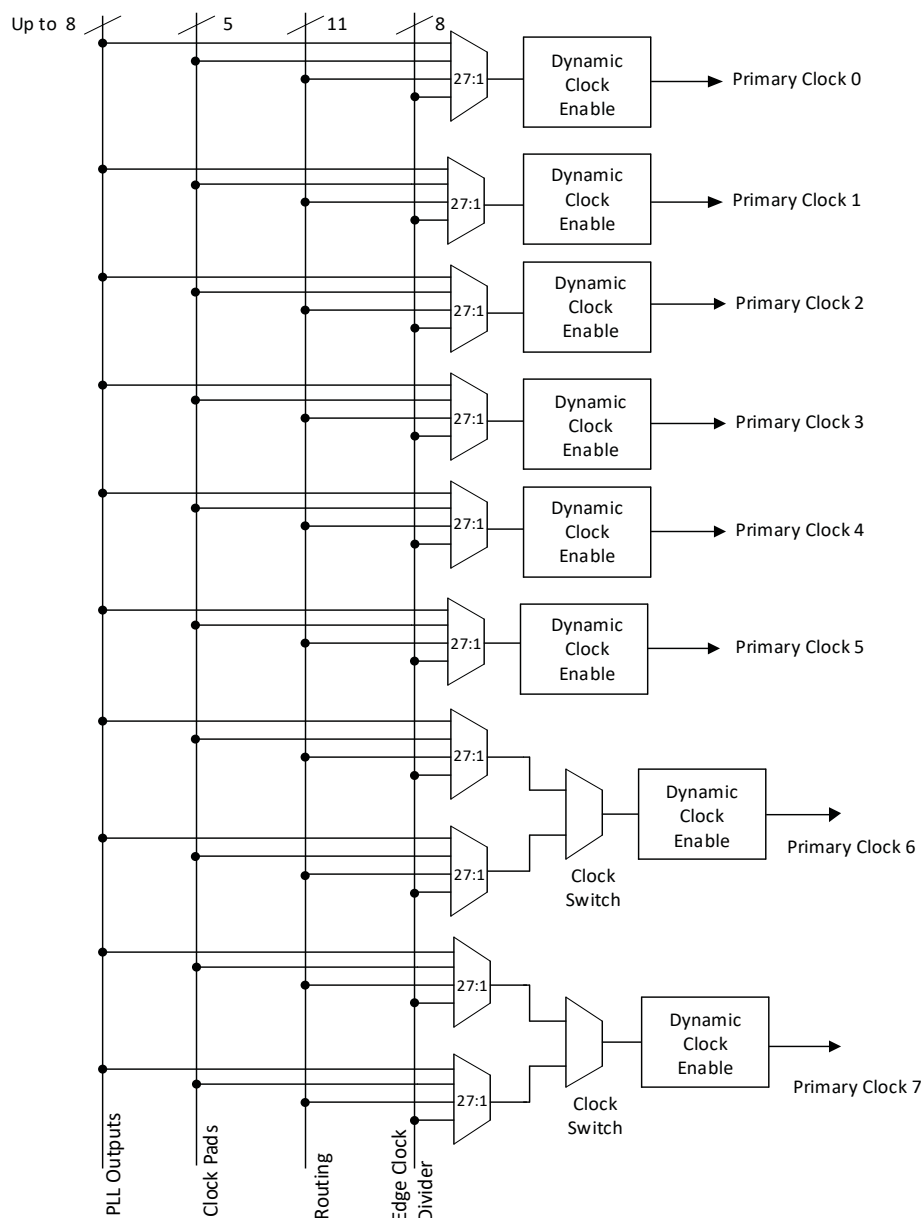 Up to 8
5
11
8
27:1
Dynamic
Clock
Enable
Primary Clock 0
27:1
Dynamic
Clock
Enable
Primary Clock 1
27:1
Dynamic
Clock
Enable
Primary Clock 2
27:1
Dynamic
Clock
Enable
Primary Clock 3
27:1
Dynamic
Clock
Enable
Primary Clock 4
27:1
Dynamic
Clock
Enable
Primary Clock 5
27:1
27:1
Clock
Switch
Dynamic
Clock
Enable
Primary Clock 6
27:1
27:1
Clock
Switch
Dynamic
Clock
Enable
Primary Clock 7
PLL Outputs
Clock Pads
Routing
Edge Clock
Divider